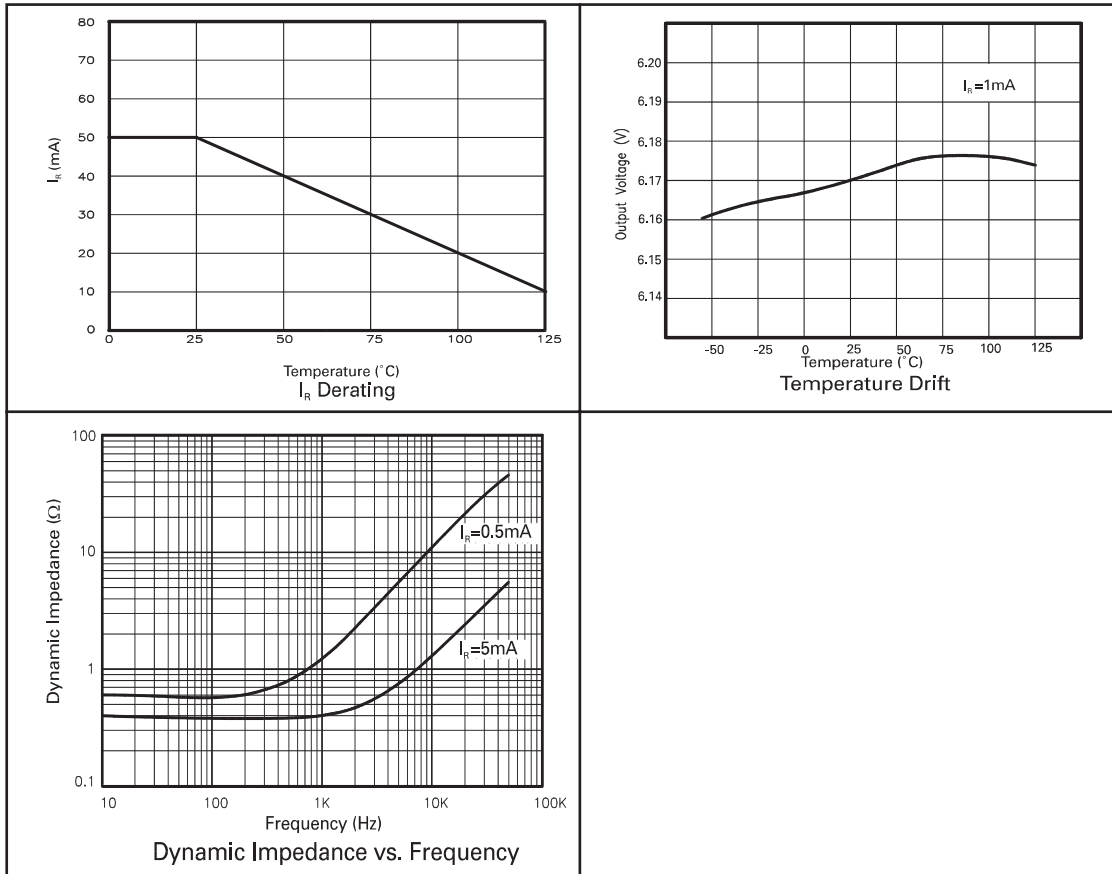 80
70
60
50
40
30
20
10
0
I_R (mA)
0 25 50 75 100 125
Temperature (˚C)
I_R Derating
6.20
6.19
6.18
6.17
6.16
6.15
6.14
Output Voltage (V)
I_R=1mA
-50 -25 0 25 50 75 100 125
Temperature (˚C)
Temperature Drift
100
10
1
0.1
Dynamic Impedance (Ω)
I_R=0.5mA
I_R=5mA
10 100 1K 10K 100K
Frequency (Hz)
Dynamic Impedance vs. Frequency